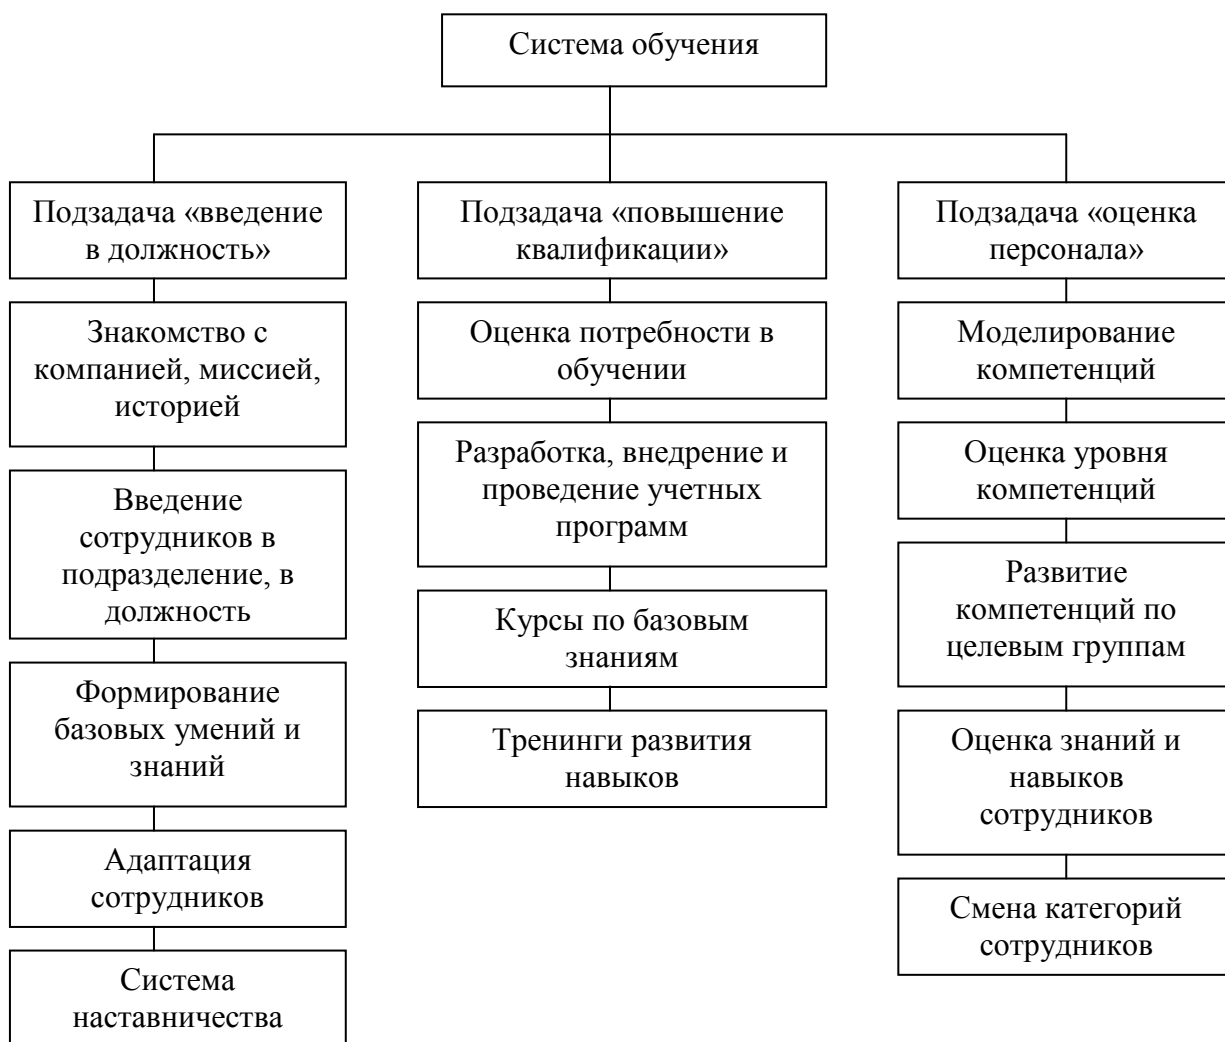 Система обучения
Подзадача «введение
в должность»
Знакомство с
компанией, миссией,
историей
Введение
сотрудников в
подразделение, в
должность
Формирование
базовых умений и
знаний
Адаптация
сотрудников
Система
наставничества
Подзадача «повышение
квалификации»
Оценка потребности в
обучении
Разработка, внедрение и
проведение учетных
программ
Курсы по базовым
знаниям
Тренинги развития
навыков
Подзадача «оценка
персонала»
Моделирование
компетенций
Оценка уровня
компетенций
Развитие
компетенций по
целевым группам
Оценка знаний и
навыков
сотрудников
Смена категорий
сотрудников